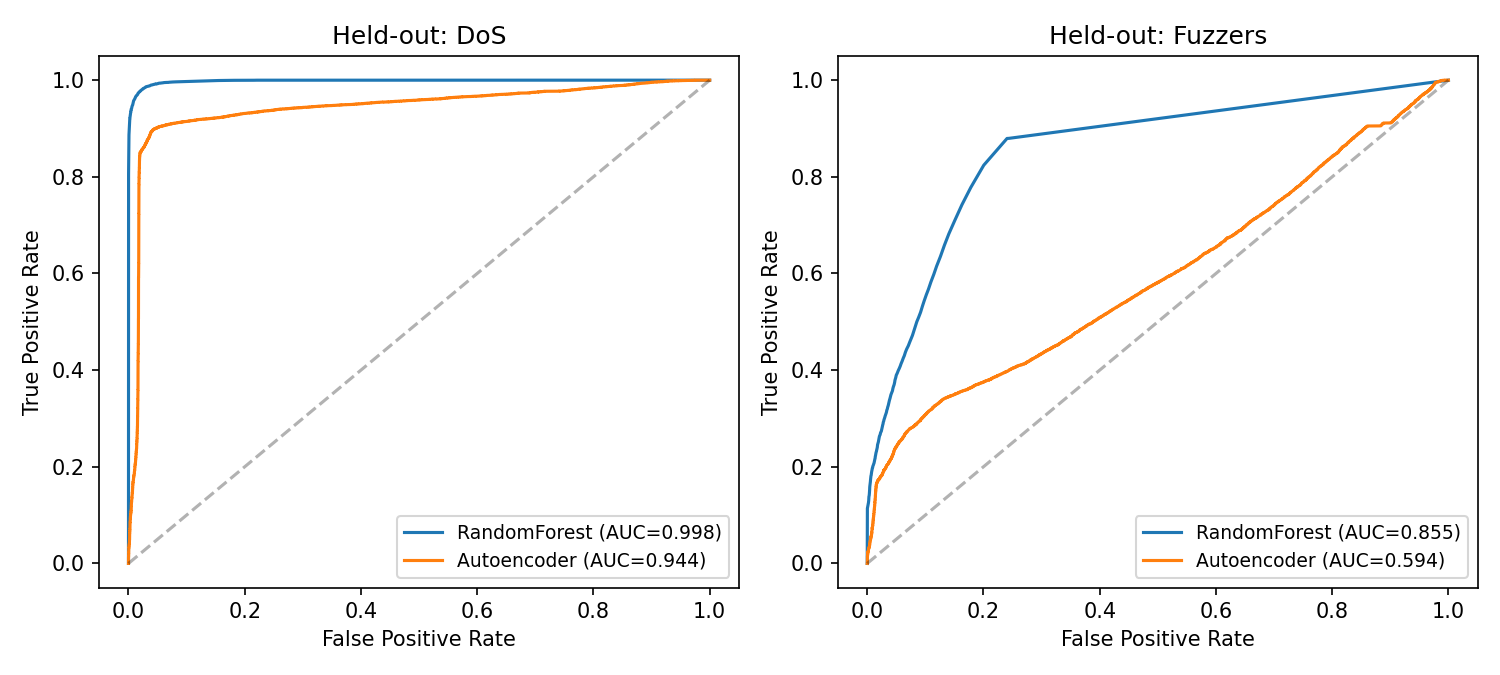 Held-out: DoS
True Positive Rate
1.0
0.8
0.6
0.4
0.2
0.0
RandomForest (AUC=0.998)
Autoencoder (AUC=0.944)
0.0 0.2 0.4 0.6 0.8 1.0
False Positive Rate
Held-out: Fuzzers
True Positive Rate
1.0
0.8
0.6
0.4
0.2
0.0
RandomForest (AUC=0.855)
Autoencoder (AUC=0.594)
0.0 0.2 0.4 0.6 0.8 1.0
False Positive Rate